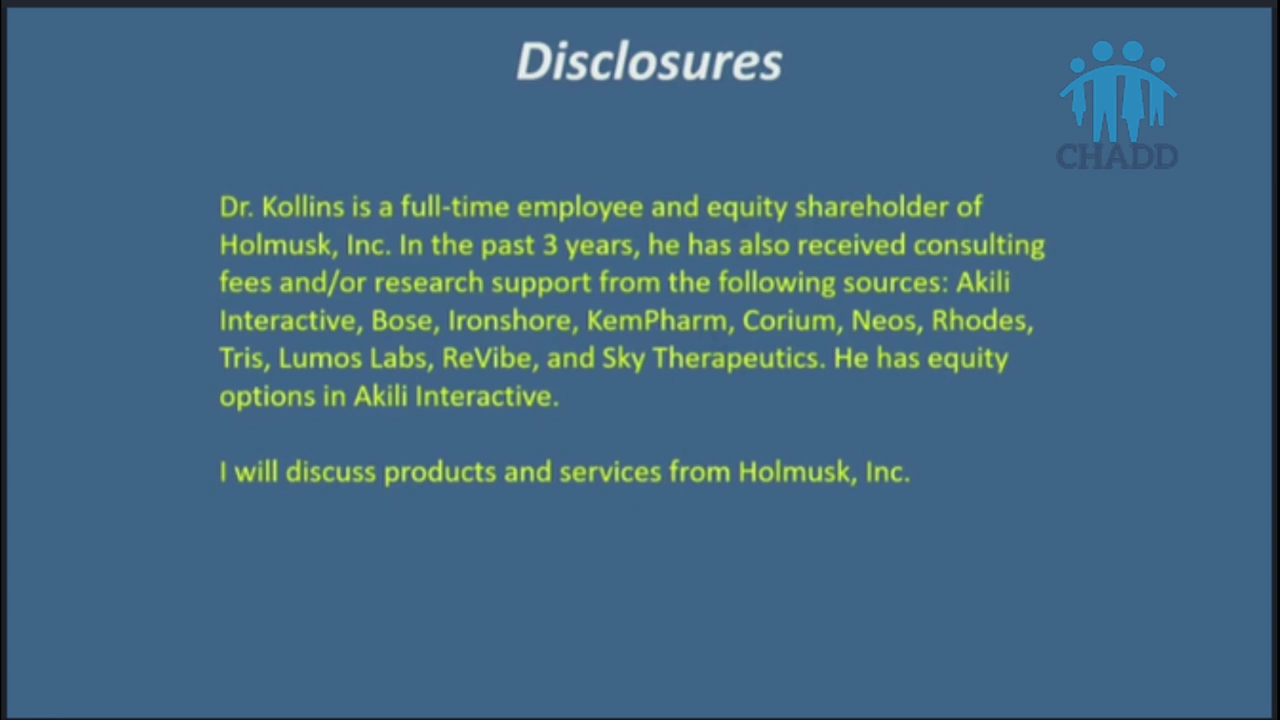 Disclosures
CHADD
Dr. Kollins is a full-time employee and equity shareholder of
Holmusk, Inc. In the past 3 years, he has also received consulting
fees and/or research support from the following sources: Akili
Interactive, Bose, Ironshore, KemPharm, Corium, Neos, Rhodes,
Tris, Lumos Labs, ReVibe, and Sky Therapeutics. He has equity
options in Akili Interactive.
I will discuss products and services from Holmusk, Inc.